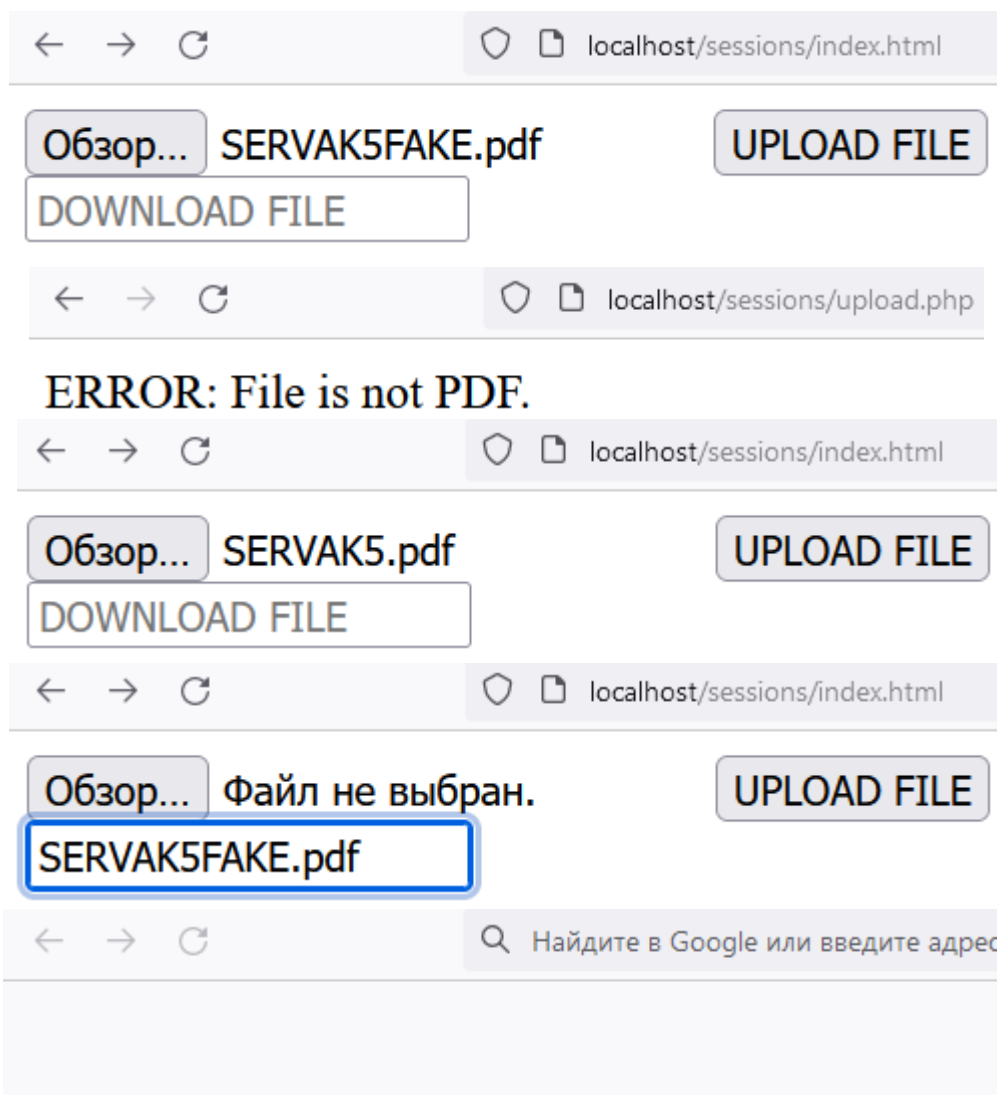 localhost/sessions/index.html
Обзор... SERVAK5FAKE.pdf UPLOAD FILE
DOWNLOAD FILE
localhost/sessions/upload.php
ERROR: File is not PDF.
localhost/sessions/index.html
Обзор... SERVAK5.pdf UPLOAD FILE
DOWNLOAD FILE
localhost/sessions/index.html
Обзор... Файл не выбран. UPLOAD FILE
SERVAK5FAKE.pdf
Найдите в Google или введите адрес